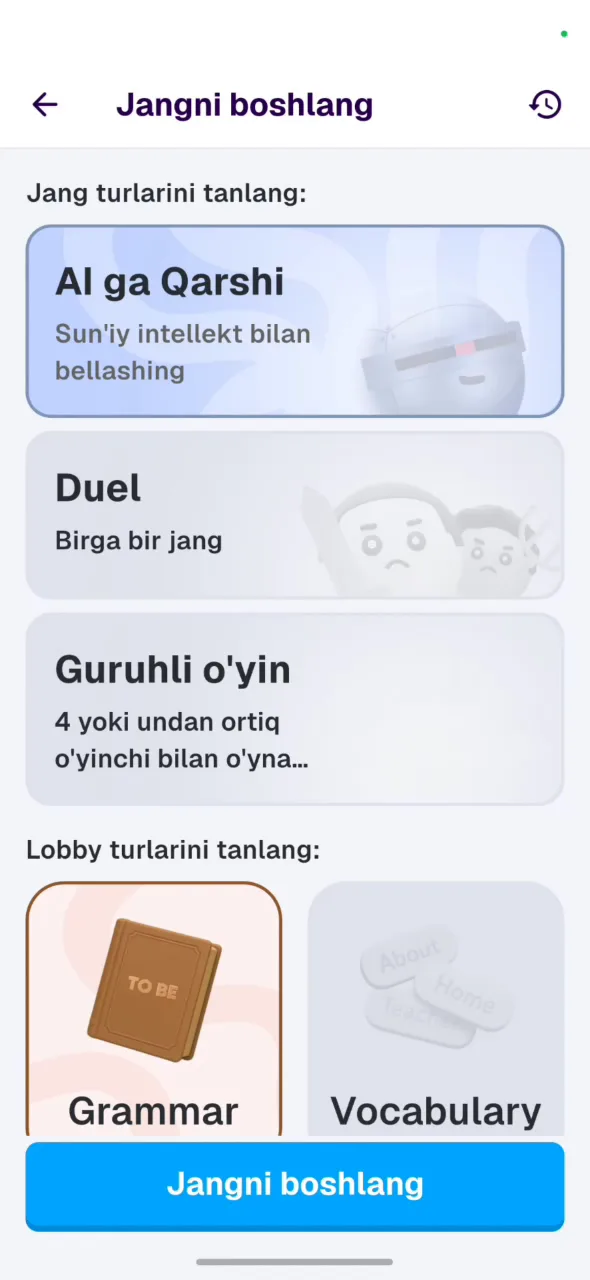 Jangni boshlang
Jang turlarini tanlang:
AI ga Qarshi
Sun'iy intellekt bilan
bellashing
Duel
Birga bir jang
Guruhli o'yin
4 yoki undan ortiq
o'yinchi bilan o'yna...
Lobby turlarini tanlang:
TO BE
About
Home
Grammar
Vocabulary
Jangni boshlang